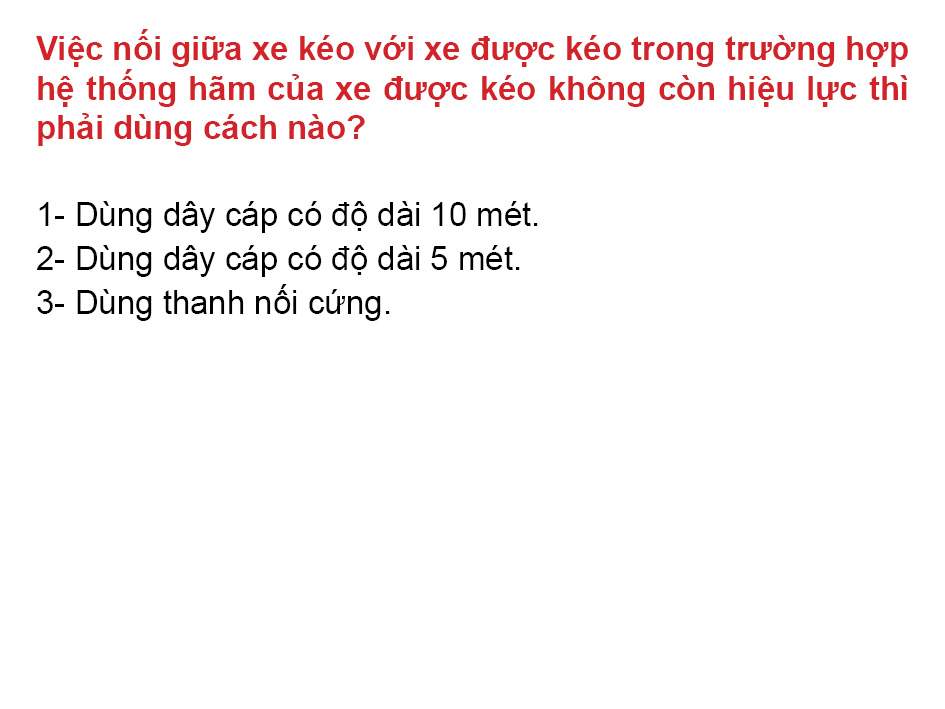 Việc nối giữa xe kéo với xe được kéo trong trường hợp
hệ thống hãm của xe được kéo không còn hiệu lực thì
phải dùng cách nào?
1- Dùng dây cáp có độ dài 10 mét.
2- Dùng dây cáp có độ dài 5 mét.
3- Dùng thanh nối cứng.